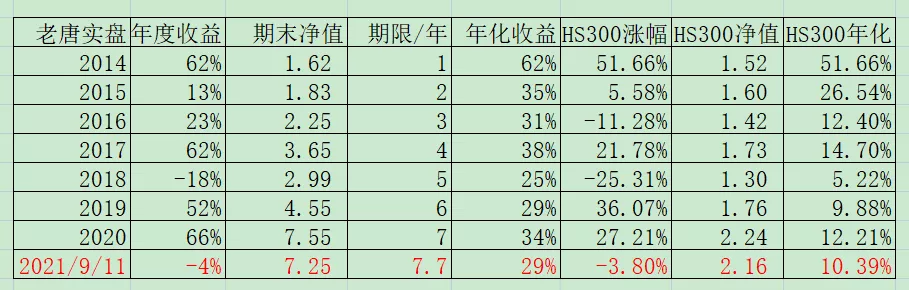 老唐实盘 年度收益 期末净值 期限/年 年化收益 HS300涨幅 HS300净值 HS300年化
2014 62% 1.62 1 62% 51.66% 1.52 51.66%
2015 13% 1.83 2 35% 5.58% 1.60 26.54%
2016 23% 2.25 3 31% -11.28% 1.42 12.40%
2017 62% 3.65 4 38% 21.78% 1.73 14.70%
2018 -18% 2.99 5 25% -25.31% 1.30 5.22%
2019 52% 4.55 6 29% 36.07% 1.76 9.88%
2020 66% 7.55 7 34% 27.21% 2.24 12.21%
2021/9/11 -4% 7.25 7.7 29% -3.80% 2.16 10.39%